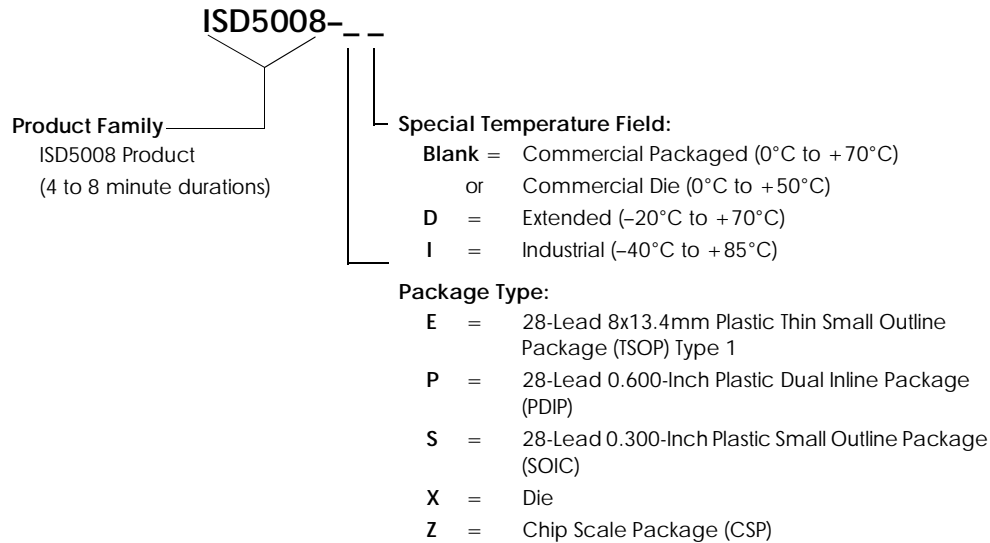 ISD5008–_ _
Product Family
ISD5008 Product
(4 to 8 minute durations)
Special Temperature Field:
Blank = Commercial Packaged (0°C to +70°C)
or Commercial Die (0°C to +50°C)
D = Extended (–20°C to +70°C)
I = Industrial (–40°C to +85°C)
Package Type:
E = 28-Lead 8x13.4mm Plastic Thin Small Outline
Package (TSOP) Type 1
P = 28-Lead 0.600-Inch Plastic Dual Inline Package
(PDIP)
S = 28-Lead 0.300-Inch Plastic Small Outline Package
(SOIC)
X = Die
Z = Chip Scale Package (CSP)